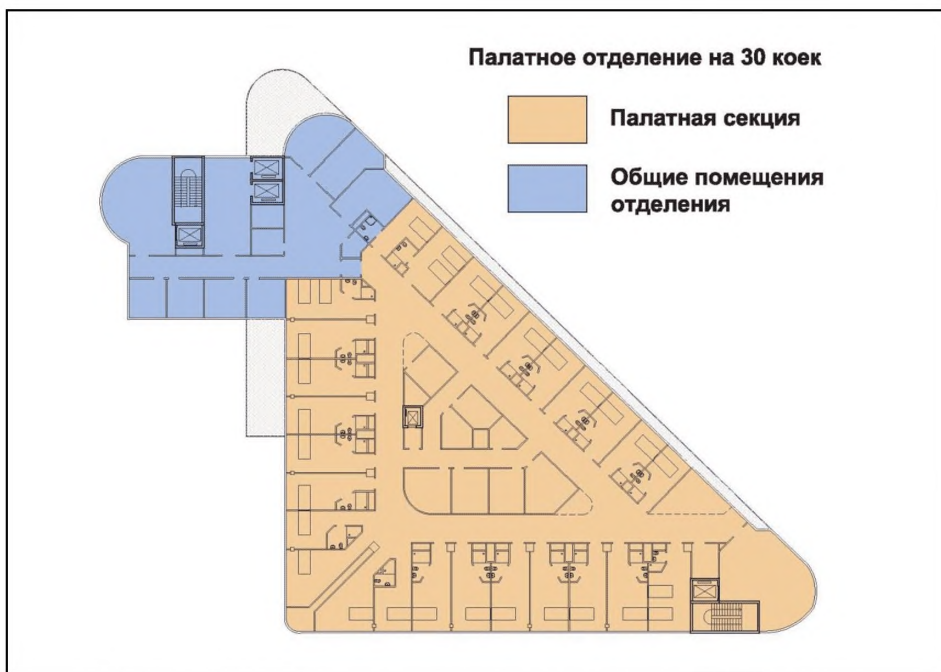 Палатное отделение на 30 коек
Палатная секция
Общие помещения
отделения